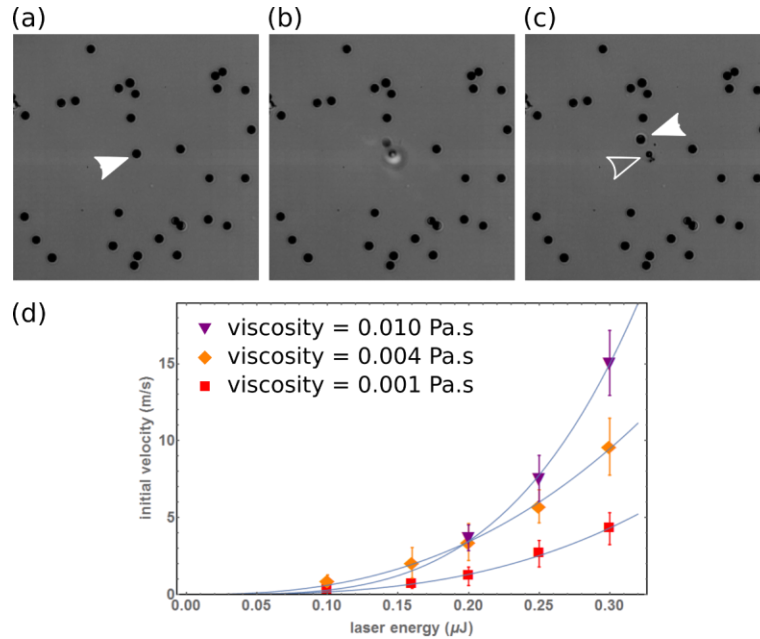 (a)
(b)
(c)
(d)
viscosity = 0.010 Pa.s
viscosity = 0.004 Pa.s
viscosity = 0.001 Pa.s
initial velocity (m/s)
15
10
5
0
0.00 0.05 0.10 0.15 0.20 0.25 0.30
laser energy (μJ)